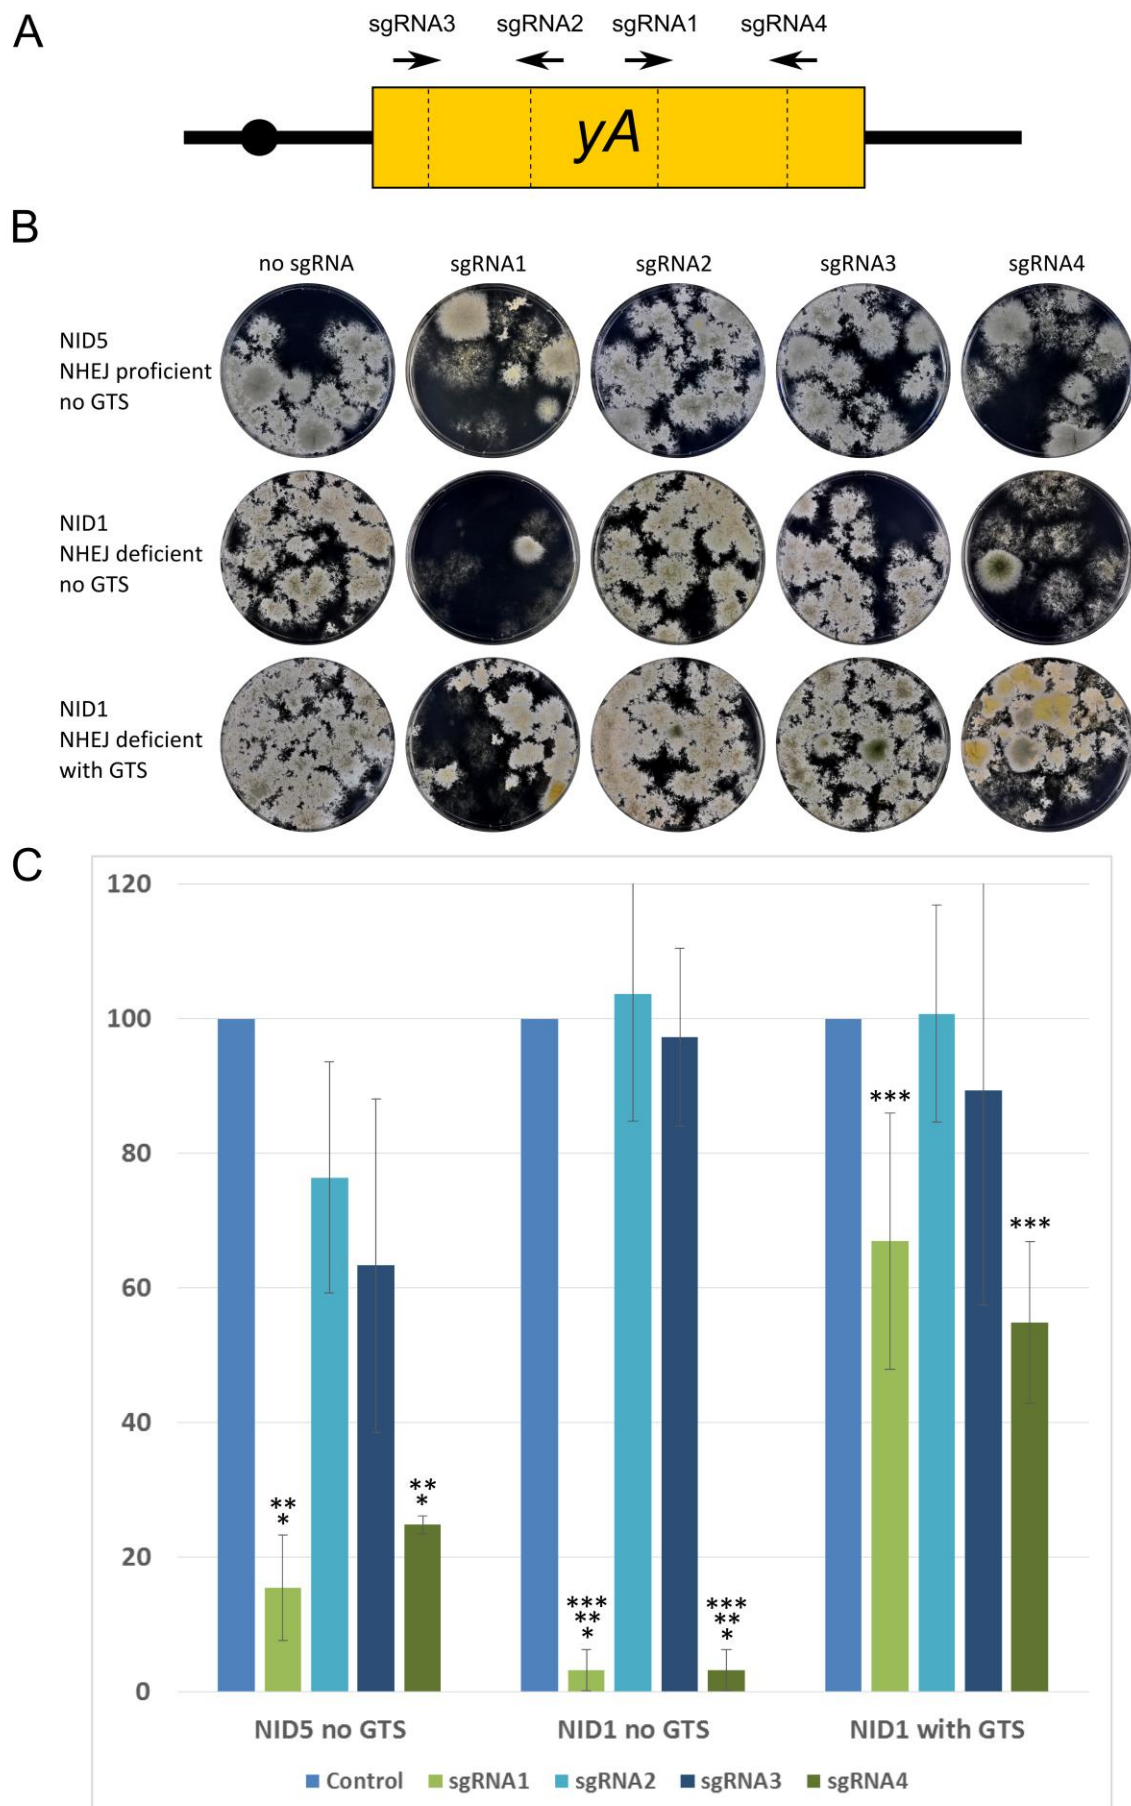 A
sgRNA3 sgRNA2 sgRNA1 sgRNA4
yA
B
no sgRNA sgRNA1 sgRNA2 sgRNA3 sgRNA4
NID5
NHEJ proficient
no GTS
NID1
NHEJ deficient
no GTS
NID1
NHEJ deficient
with GTS
C
120
100
80
60
40
20
0
***
***
**
*
**
*
***
**
*
***
**
*
NID5 no GTS NID1 no GTS NID1 with GTS
Control sgRNA1 sgRNA2 sgRNA3 sgRNA4